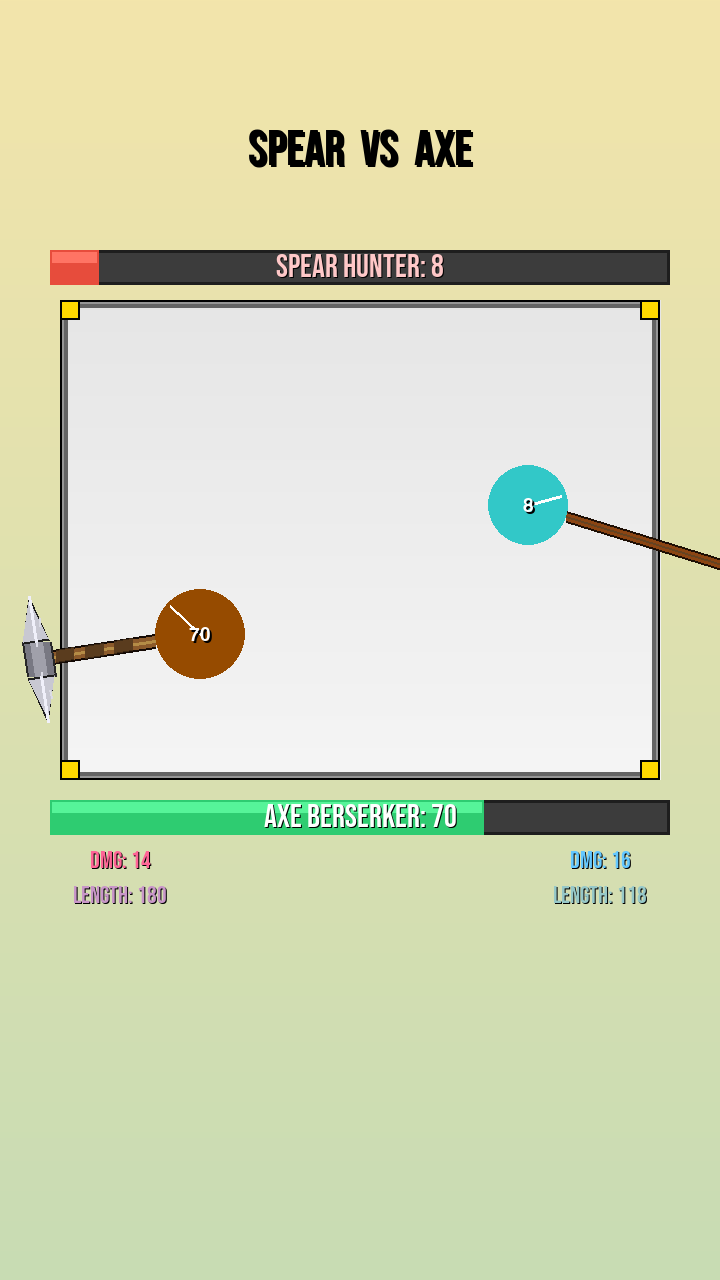 SPEAR VS AXE
SPEAR HUNTER: 8
8
70
AXE BERSERKER: 70
DMG: 14
DMG: 16
LENGTH: 180
LENGTH: 118